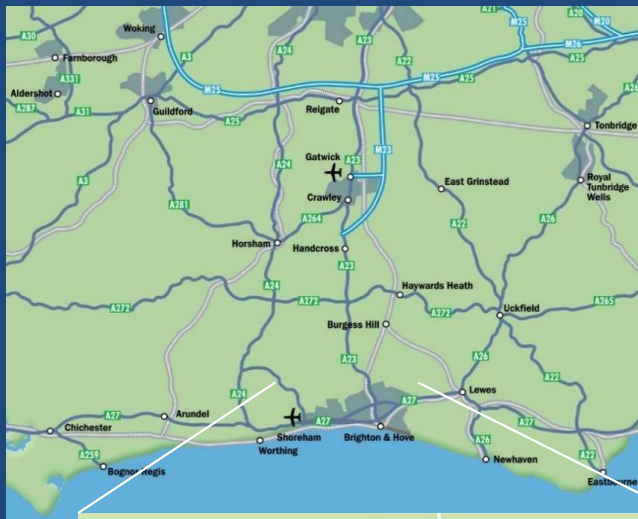 A21
A20
M20
A30
Woking
A24
A23
M25
M26
A3
A22
Farnborough
A331
M25
M25
A25
Aldershot
A287
A31
Guildford
A25
Reigate
Tonbridge
A26
M23
Gatwick
A23
A24
A3
East Grinstead
Royal
Tunbridge
Wells
Crawley
A281
A264
A22
A26
Horsham
Handcross
A23
A24
Haywards Heath
A272
A272
A272
A265
Uckfield
Burgess Hill
A23
A26
A22
A24
Lewes
A27
Arundel
A27
A27
A27
Chichester
Shoreham
Brighton & Hove
Worthing
A26
A259
Newhaven
A22
Bognor Regis
Eastbourne